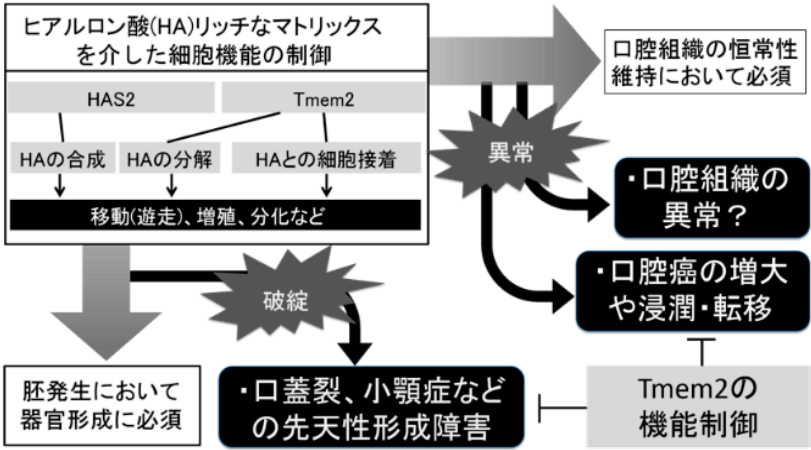 ヒアルロン酸(HA)リッチなマトリックス
を介した細胞機能の制御
HAS2
Tmem2
HAの合成
HAの分解
HAとの細胞接着
移動(遊走)、増殖、分化など
口腔組織の恒常性
維持において必須
異常
・口腔組織の
異常？
・口腔癌の増大
や浸潤・転移
破綻
胚発生において
器官形成に必須
・口蓋裂、小顎症など
の先天性形成障害
Tmem2の
機能制御